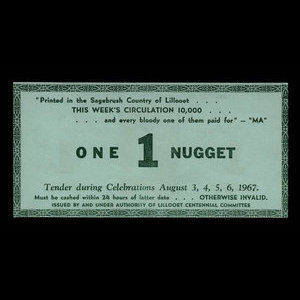 "Printed in the Sagebrush Country of Lillooet . . .
THIS WEEK'S CIRCULATION 10,000 . . .
. . . and every bloody one of them paid for" – "MA"
ONE 1 NUGGET
Tender during Celebrations August 3, 4, 5, 6, 1967.
Must be cashed within 24 hours of latter date . . . OTHERWISE INVALID.
ISSUED BY AND UNDER AUTHORITY OF LILLOOET CENTENNIAL COMMITTEE